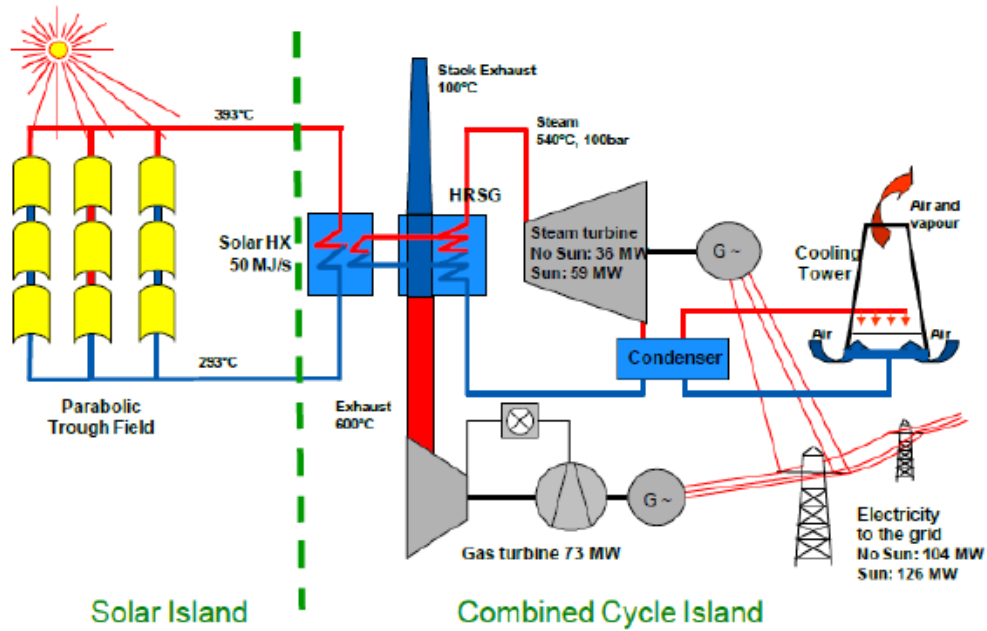 Stack Exhaust
100°C
393°C
Steam
540°C, 100bar
HRSG
Air and
vapour
Solar HX
50 MJ/s
Steam turbine
No Sun: 36 MW
Sun: 59 MW
G ~
Cooling
Tower
Air
Air
Condenser
293°C
Parabolic
Trough Field
Exhaust
600°C
G ~
Gas turbine 73 MW
Electricity
to the grid
No Sun: 104 MW
Sun: 126 MW
Solar Island
Combined Cycle Island